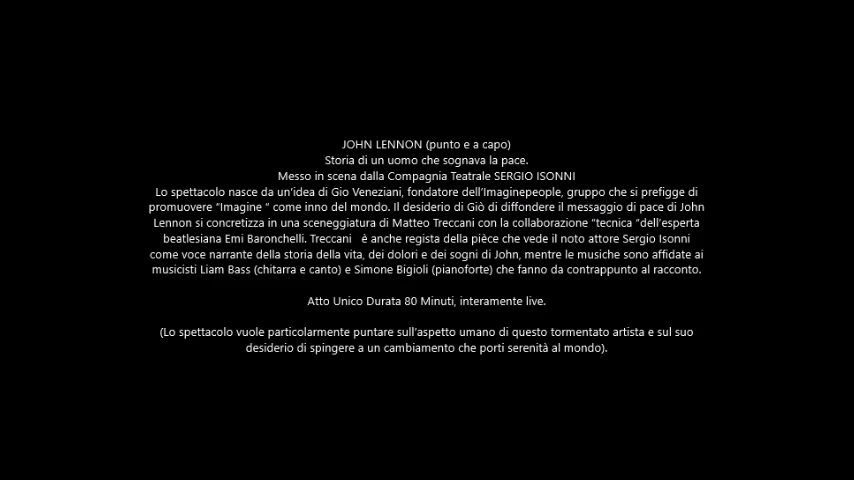 JOHN LENNON (punto e a capo)
Storia di un uomo che sognava la pace.
Messo in scena dalla Compagnia Teatrale SERGIO ISONNI
Lo spettacolo nasce da un'idea di Gio Veneziani, fondatore dell'Imaginepeople, gruppo che si prefigge di
promuovere "Imagine " come inno del mondo. Il desiderio di Giò di diffondere il messaggio di pace di John
Lennon si concretizza in una sceneggiatura di Matteo Treccani con la collaborazione "tecnica "dell'esperta
beatlesiana Emi Baronchelli. Treccani   è anche regista della pièce che vede il noto attore Sergio Isonni
come voce narrante della storia della vita, dei dolori e dei sogni di John, mentre le musiche sono affidate ai
musicisti Liam Bass (chitarra e canto) e Simone Bigioli (pianoforte) che fanno da contrappunto al racconto.
Atto Unico Durata 80 Minuti, interamente live.
(Lo spettacolo vuole particolarmente puntare sull'aspetto umano di questo tormentato artista e sul suo
desiderio di spingere a un cambiamento che porti serenità al mondo).